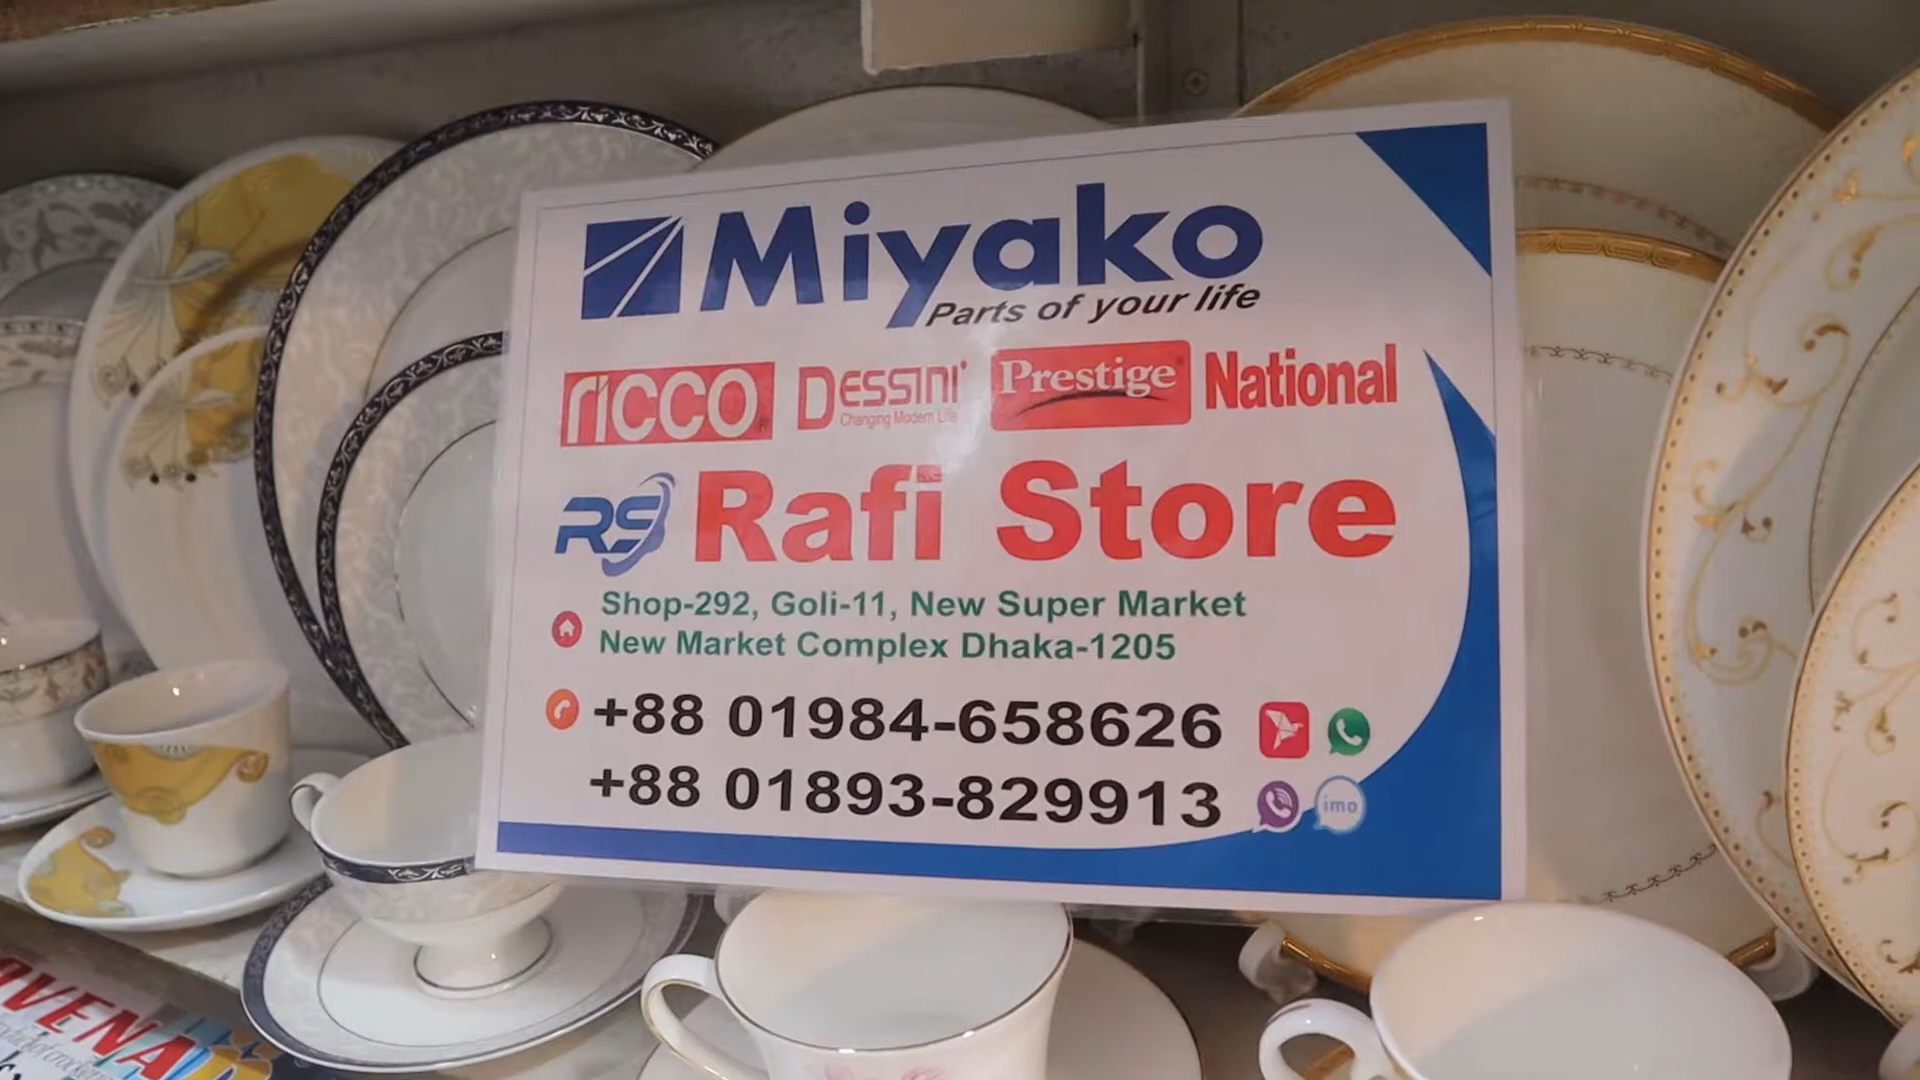 Miyako
Parts of your life
RICCO
DESSINI
Changing Modern Life
Prestige
National
RS Rafi Store
Shop-292, Goli-11, New Super Market
New Market Complex Dhaka-1205
+88 01984-658626
+88 01893-829913
imo